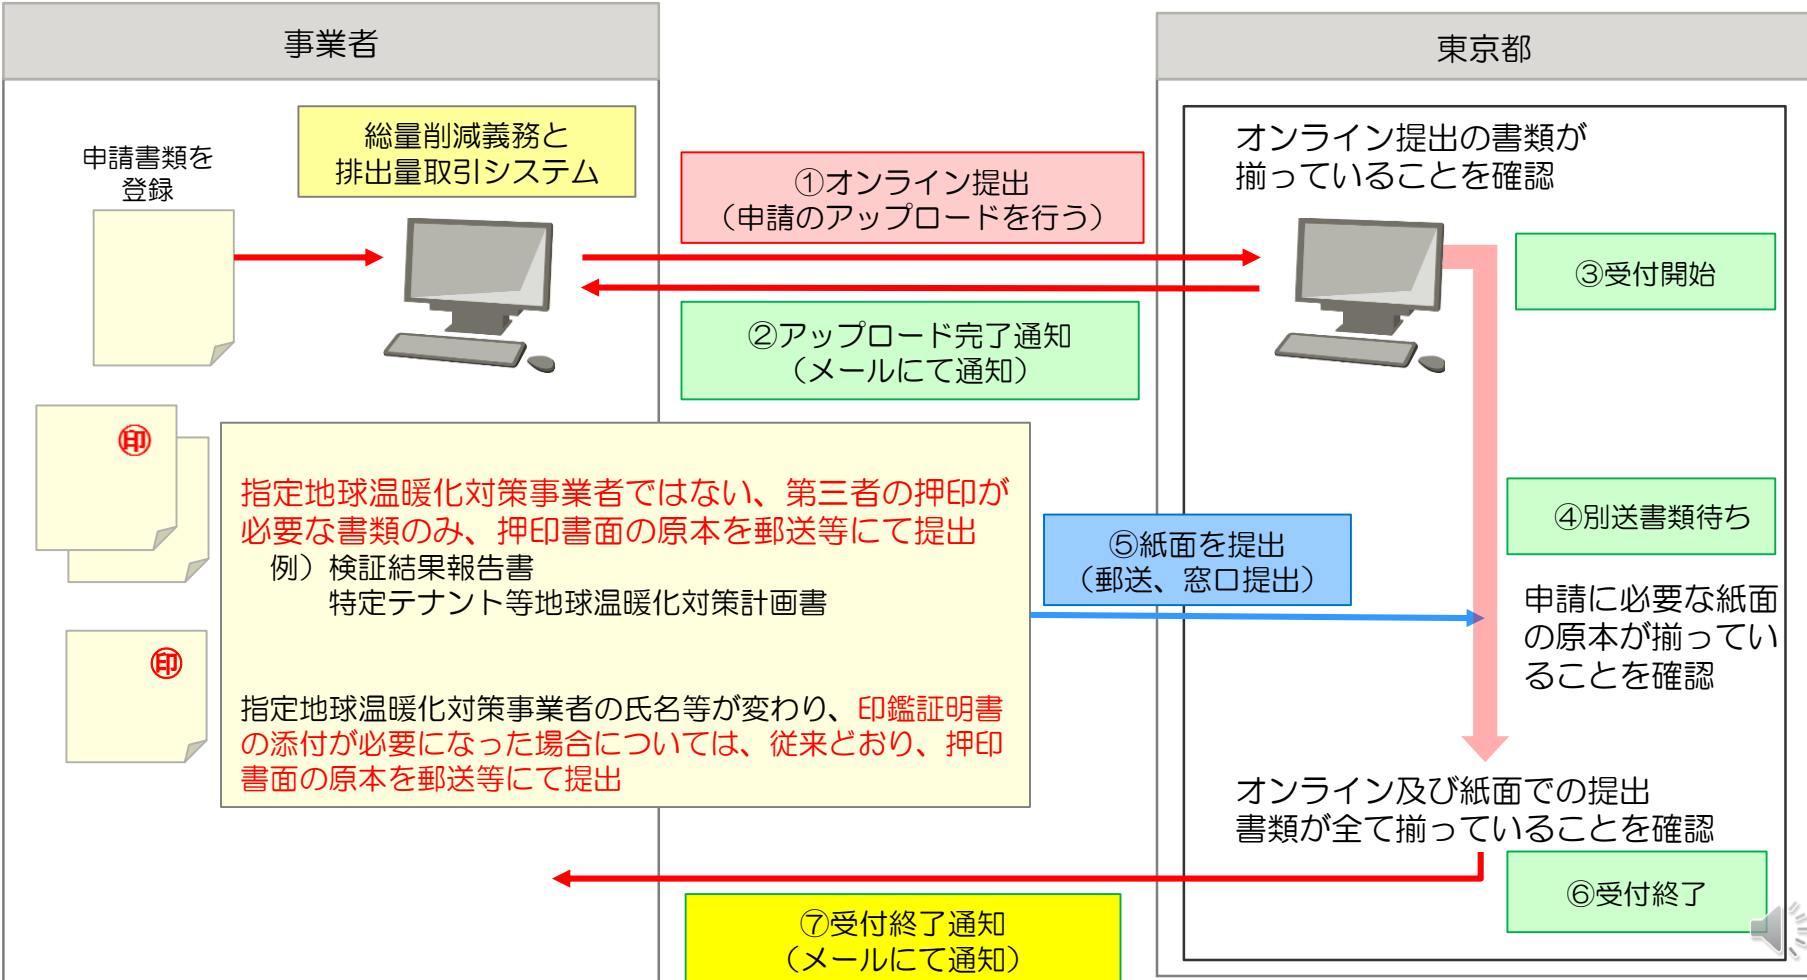 事業者
東京都
申請書類を
登録
総量削減義務と
排出量取引システム
①オンライン提出
（申請のアップロードを行う）
②アップロード完了通知
（メールにて通知）
オンライン提出の書類が
揃っていることを確認
③受付開始
印
印
指定地球温暖化対策事業者ではない、第三者の押印が
必要な書類のみ、押印書面の原本を郵送等にて提出
例）検証結果報告書
特定テナント等地球温暖化対策計画書
指定地球温暖化対策事業者の氏名等が変わり、印鑑証明書
の添付が必要になった場合については、従来どおり、押印
書面の原本を郵送等にて提出
④別送書類待ち
⑤紙面を提出
（郵送、窓口提出）
申請に必要な紙面
の原本が揃ってい
ることを確認
オンライン及び紙面での提出
書類が全て揃っていることを確認
⑥受付終了
⑦受付終了通知
（メールにて通知）